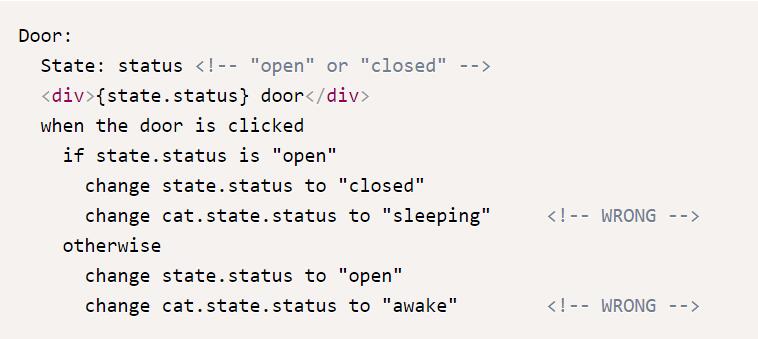 Door:
State: status <!-- "open" or "closed" -->
<div>{state.status} door</div>
when the door is clicked
if state.status is "open"
change state.status to "closed"
change cat.state.status to "sleeping" <!-- WRONG -->
otherwise
change state.status to "open"
change cat.state.status to "awake" <!-- WRONG -->